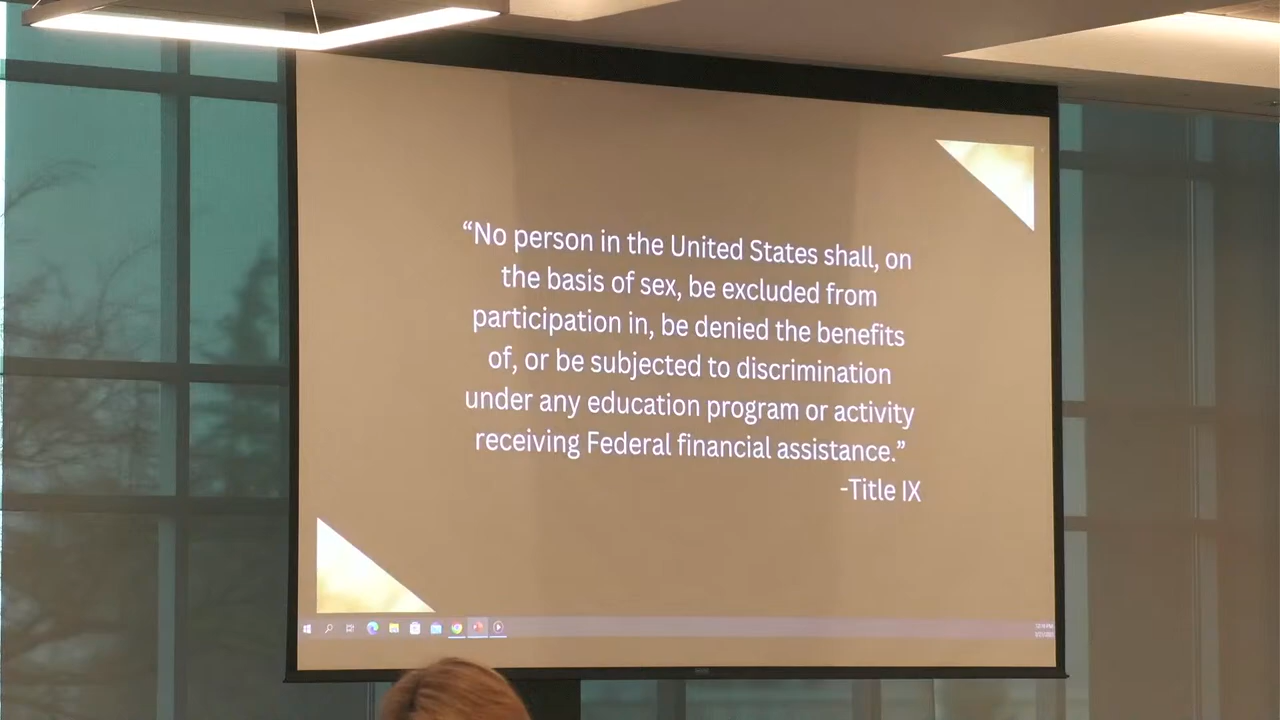 “No person in the United States shall, on
the basis of sex, be excluded from
participation in, be denied the benefits
of, or be subjected to discrimination
under any education program or activity
receiving Federal financial assistance.”
-Title IX